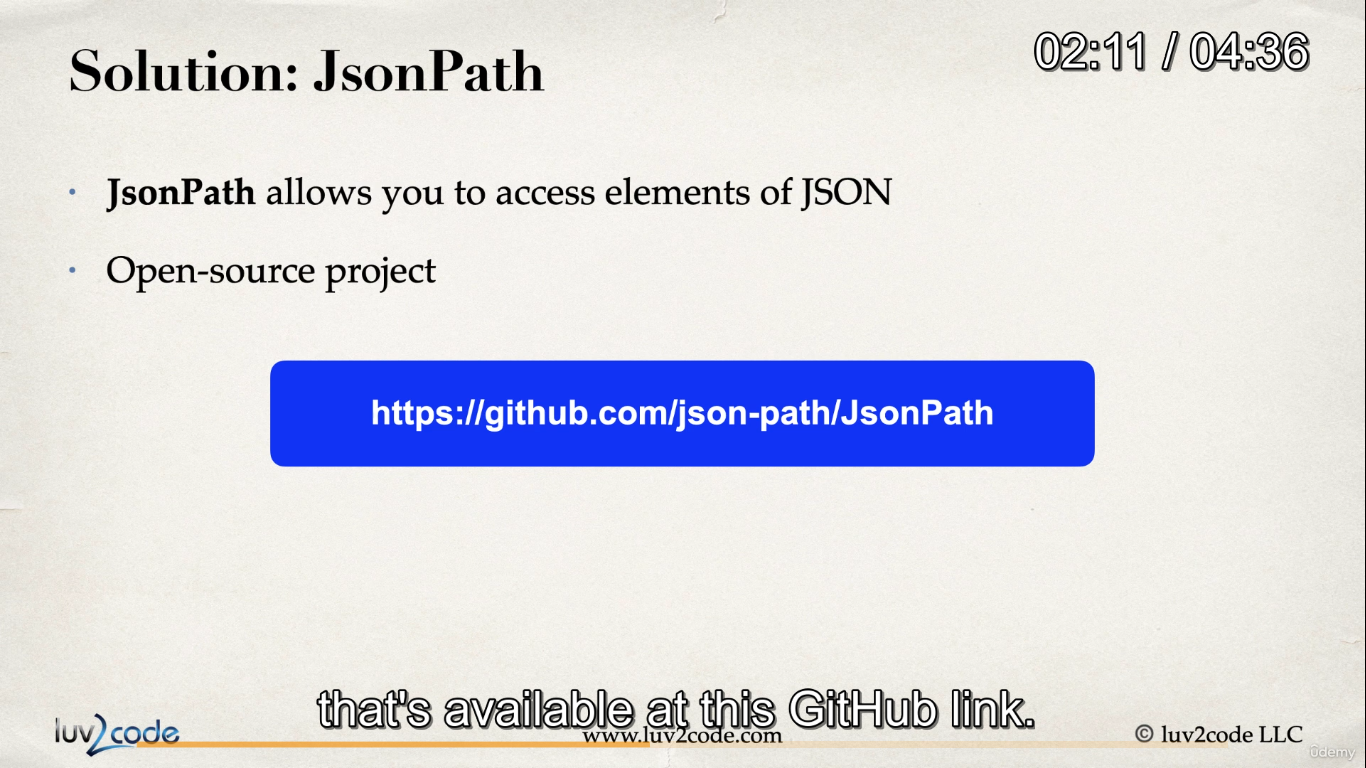 Solution: JsonPath
02:11 / 04:36
• JsonPath allows you to access elements of JSON
• Open-source project
https://github.com/json-path/JsonPath
that's available at this GitHub link.
luv2code
www.luv2code.com
© luv2code LLC
ûdemy